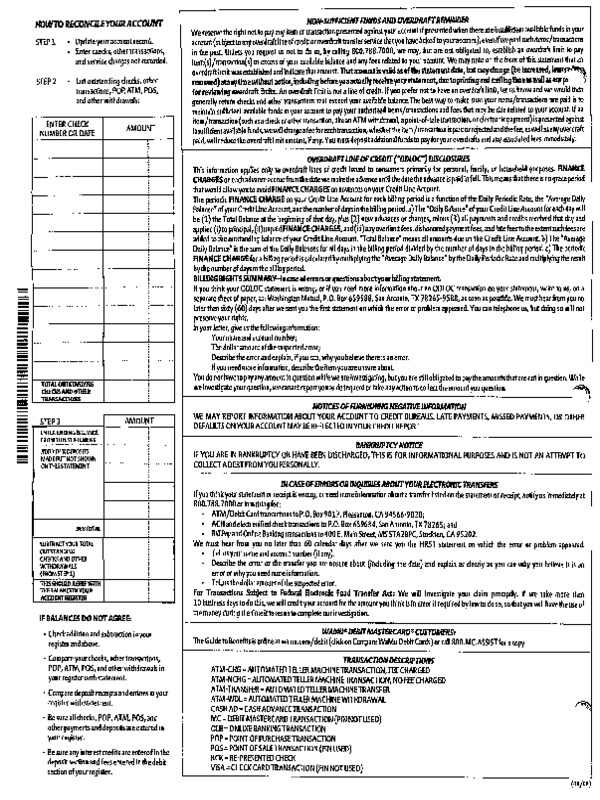 HOW TO RECONCILE YOUR ACCOUNT
STEP 1 • Update your account record.
• Enter checks, other transactions,
and service charges not recorded.
STEP 2 • List outstanding checks, other
transactions, POP, ATM, POS,
and other withdrawals.
ENTER CHECK
NUMBER OR DATE
AMOUNT
TOTAL OUTSTANDING
CHECKS AND OTHER
TRANSACTIONS
STEP 3
AMOUNT
ENTER ENDING BALANCE
FROM THIS STATEMENT
ADD ANY DEPOSITS
MADE BUT NOT SHOWN
ON THIS STATEMENT
SUBTOTAL
SUBTRACT YOUR TOTAL
OUTSTANDING
CHECKS AND OTHER
WITHDRAWALS
(FROM STEP 2)
THIS SHOULD AGREE WITH
THE BALANCE IN YOUR
ACCOUNT REGISTER
IF BALANCES DO NOT AGREE:
• Check addition and subtraction in your
register and above.
• Compare your checks, other transactions,
POP, ATM, POS, and other withdrawals in
your register with statement.
• Compare deposit receipts and entries in your
register with statement.
• Be sure all checks, POP, ATM, POS, and
other payments and deposits are entered in
your register.
• Be sure any interest credits are entered in the
deposit section and fees entered in the debit
section of your register.
NON-SUFFICIENT FUNDS AND OVERDRAFT REMINDER
We reserve the right not to pay any item or transaction presented against your account if presented when there are insufficient available funds in your
account (subject to any overdraft line of credit or overdraft transfer service that you have linked to your account), even if we paid such items/transactions
in the past. Unless you request us not to do so, by calling 800.788.7000, we may, but are not obligated to, establish an overdraft limit to pay
item(s)/transaction(s) in excess of your available balance and any fees related to your account. We may note on the front of this statement that an
overdraft limit was established and indicate that amount. That amount is valid as of the statement date, but may change
for reviewing overdraft limits. An overdraft limit is not a line of credit. If you prefer not to have an overdraft limit, let us know and we would then
generally return checks and other transactions that exceed your available balance. The best way to make sure your items/transactions are paid is to
maintain sufficient available funds in your account to pay your authorized items/transactions and fees that may be related to your account. If an
item/transaction (such as a check or other transaction, like an ATM withdrawal, a point-of-sale transaction, or electronic payment) is presented against
insufficient available funds, we will charge a fee for each transaction, whether the item/transaction is paid or rejected and the fee, as well as any overdraft
paid, will reduce the overdraft limit amount, if any. You must deposit additional funds to pay for your overdrafts and any associated fees immediately.
OVERDRAFT LINE OF CREDIT ("ODLOC") DISCLOSURES
This information applies only to overdraft lines of credit issued to consumers primarily for personal, family, or household purposes. FINANCE
CHARGES on each advance accrue from the date we make the advance until the date the advance is paid in full. This means that there is no grace period
that would allow you to avoid FINANCE CHARGES on advances on your Credit Line Account.
The periodic FINANCE CHARGE on your Credit Line Account for each billing period is a function of the Daily Periodic Rate, the "Average Daily
Balance" of your Credit Line Account, and the number of days in the billing period. a) The "Daily Balance" of your Credit Line Account for each day will
be (1) the Total Balance at the beginning of that day, plus (2) new advances or charges, minus (3) all payments and credits received that day and
applied (i) to principal, (ii) unpaid FINANCE CHARGES, and (iii) any overlimit fees, dishonored payment fees, and late fees to the extent such fees are
added to the outstanding balance of your Credit Line Account. "Total Balance" means all amounts due on the Credit Line. b) The "Average
Daily Balance" is the sum of the Daily Balances for all days in the billing period divided by the number of days in the billing period. c) The periodic
FINANCE CHARGE for a billing period is calculated by multiplying the "Average Daily Balance" by the Daily Periodic Rate and multiplying the result
by the number of days in the billing period.
BILLING RIGHTS SUMMARY—In case of errors or questions about your billing statement.
If you think your ODLOC statement is wrong, or if you need more information about an ODLOC transaction on your statement, write to us, on a
separate sheet of paper, at: Washington Mutual, P.O. Box 659588, San Antonio, TX 78265-9588, as soon as possible. We must hear from you no
later than sixty (60) days after we sent you the first statement on which the error or problem appeared. You can telephone us, but doing so will not
preserve your rights.
In your letter, give us the following information:
Your name and account number;
The dollar amount of the suspected error;
Describe the error and explain, if you can, why you believe there is an error.
If you need more information, describe the item you are unsure about.
You do not have to pay any amount in question while we are investigating, but you are still obligated to pay the amounts that are not in question. While
we investigate your question, we cannot report you as delinquent or take any action to collect the amount you question.
NOTICES OF FURNISHING NEGATIVE INFORMATION
WE MAY REPORT INFORMATION ABOUT YOUR ACCOUNT TO CREDIT BUREAUS. LATE PAYMENTS, MISSED PAYMENTS, OR OTHER
DEFAULTS ON YOUR ACCOUNT MAY BE REFLECTED IN YOUR CREDIT REPORT.
BANKRUPTCY NOTICE
IF YOU ARE IN BANKRUPTCY OR HAVE BEEN DISCHARGED, THIS IS FOR INFORMATIONAL PURPOSES AND IS NOT AN ATTEMPT TO
COLLECT A DEBT FROM YOU PERSONALLY.
IN CASE OF ERRORS OR INQUIRIES ABOUT YOUR ELECTRONIC TRANSFERS
If you think your statement or receipt is wrong, or need more information about a transfer listed on the statement or receipt, notify us immediately at
800.788.7000 or in writing for:
• ATM/Debit Card transactions to P.O. Box 9017, Pleasanton, CA 94566-9020;
• ACH and electronified check transactions to P.O. Box 659634, San Antonio, TX 78265; and
• Bill Pay and Online Banking transactions to 400 E. Main Street, MS STA2BPC, Stockton, CA 95202.
We must hear from you no later than 60 calendar days after we sent you the FIRST statement on which the error or problem appeared.
• Tell us your name and account number (if any).
• Describe the error or the transfer you are unsure about (including the date) and explain as clearly as you can why you believe it is an
error or why you need more information.
• Tell us the dollar amount of the suspected error.
For Transactions Subject to Federal Electronic Fund Transfer Act: We will investigate your claim promptly. If we take more than
10 business days to do this, we will credit your account for the amount you think is in error if required by law to do so, so that you will have the use of
the money during the time it takes us to complete our investigation.
WAMU® DEBIT MASTERCARD® CUSTOMERS:
The Guide to Benefits is online at wamu.com/debit (click on Compare WaMu Debit Cards) or call 800.MC.ASSIST for a copy
TRANSACTION DESCRIPTIONS
ATM-CHG = AUTOMATED TELLER MACHINE TRANSACTION, FEE CHARGED
ATM-NCHG = AUTOMATED TELLER MACHINE TRANSACTION, NO FEE CHARGED
ATM-TRANSFER = AUTOMATED TELLER MACHINE TRANSFER
ATM-WDL = AUTOMATED TELLER MACHINE WITHDRAWAL
CASH AD = CASH ADVANCE TRANSACTION
MC = DEBIT MASTERCARD TRANSACTION (PIN NOT USED)
OLB = ONLINE BANKING TRANSACTION
POP = POINT OF PURCHASE TRANSACTION
POS = POINT OF SALE TRANSACTION (PIN USED)
RCK = RE-PRESENTED CHECK
VISA = CHECK CARD TRANSACTION (PIN NOT USED)